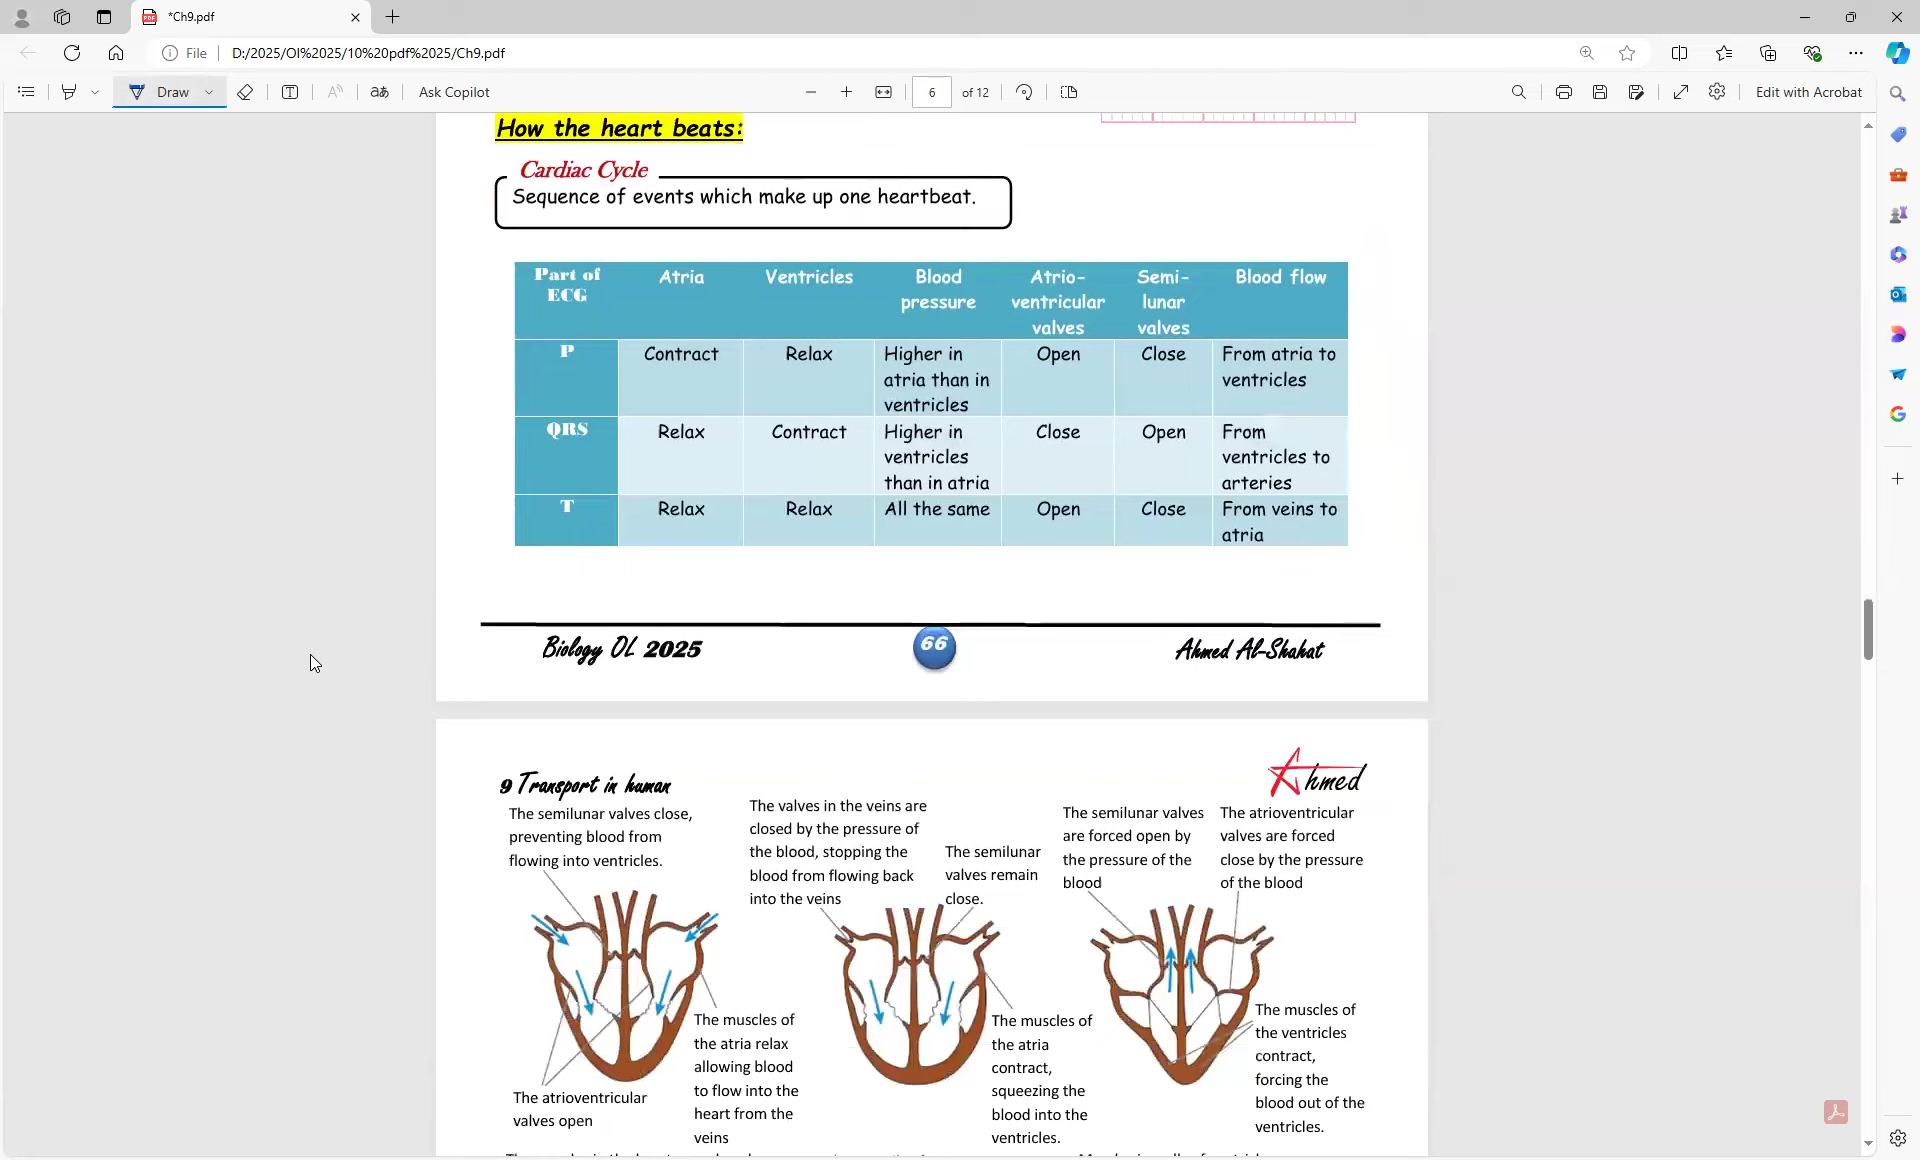 *Ch9.pdf
File
D:/2025/Ol%2025/10%20pdf%2025/Ch9.pdf
Draw
aあ
Ask Copilot
6
of 12
Edit with Acrobat
How the heart beats:
Cardiac Cycle
Sequence of events which make up one heartbeat.
Part of ECG
Atria
Ventricles
Blood pressure
Atrio-ventricular valves
Semi-lunar valves
Blood flow
P
Contract
Relax
Higher in atria than in ventricles
Open
Close
From atria to ventricles
QRS
Relax
Contract
Higher in ventricles than in atria
Close
Open
From ventricles to arteries
T
Relax
Relax
All the same
Open
Close
From veins to atria
Biology OL 2025
66
Ahmed Al-Shahat
9 Transport in human
Ahmed
The semilunar valves close,
preventing blood from
flowing into ventricles.
The valves in the veins are
closed by the pressure of
the blood, stopping the
blood from flowing back
into the veins
The semilunar
valves remain
close.
The semilunar valves
are forced open by
the pressure of the
blood
The atrioventricular
valves are forced
close by the pressure
of the blood
The atrioventricular
valves open
The muscles of
the atria relax
allowing blood
to flow into the
heart from the
veins
The muscles of
the atria
contract,
squeezing the
blood into the
ventricles.
The muscles of
the ventricles
contract,
forcing the
blood out of the
ventricles.